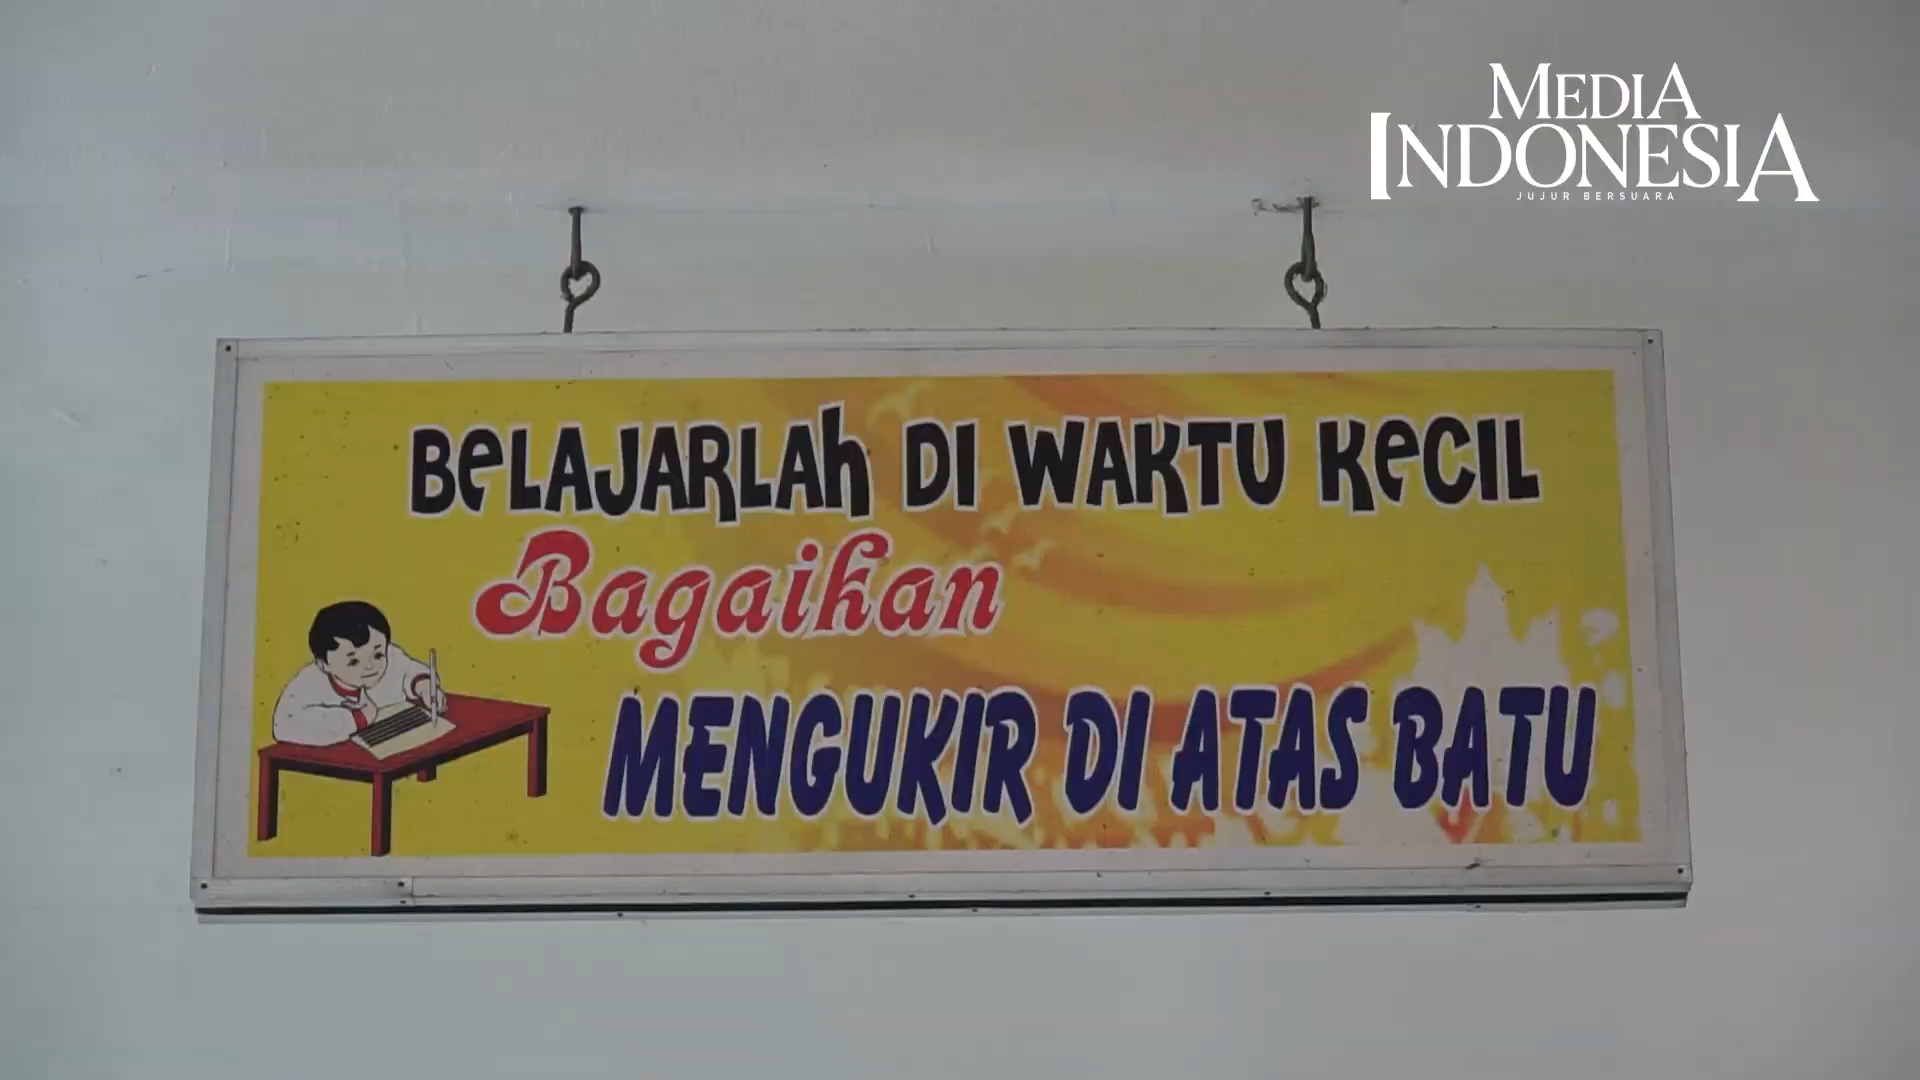 MEDIA
INDONESIA
JUJUR BERSUARA
BELAJARLAH DI WAKTU KECIL
Bagaikan
MENGUKIR DI ATAS BATU